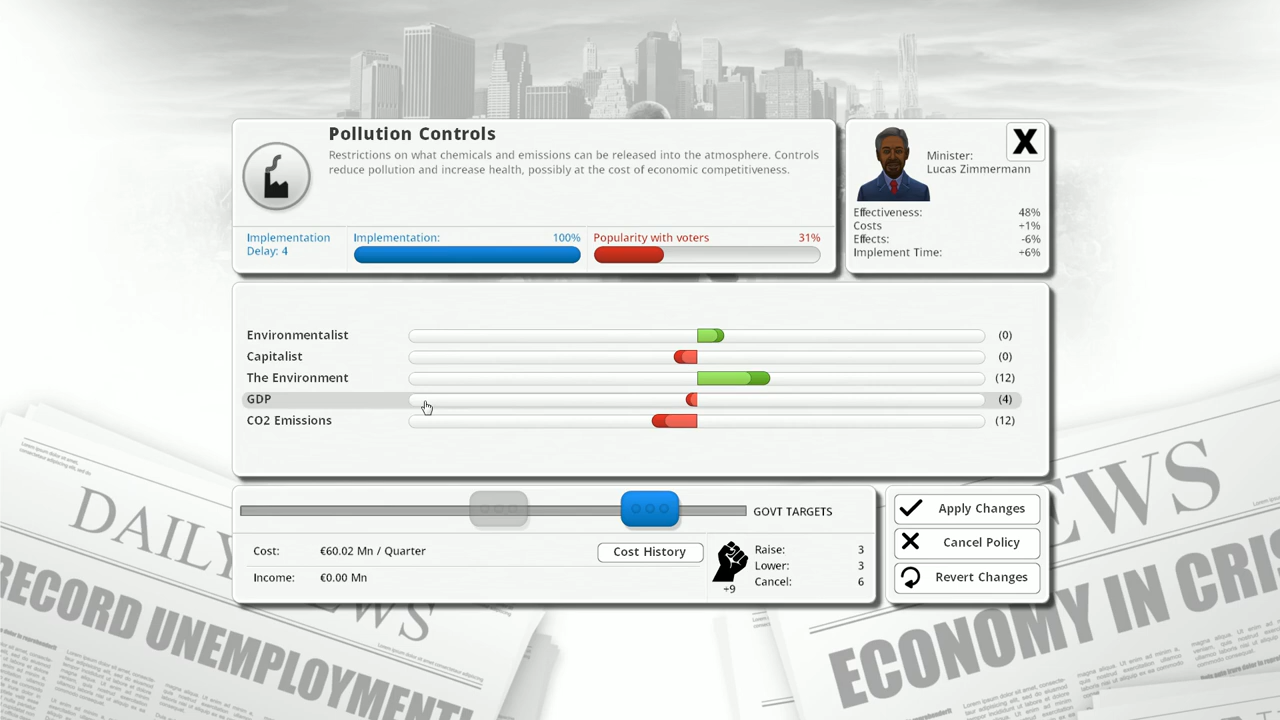 Pollution Controls
Restrictions on what chemicals and emissions can be released into the atmosphere. Controls
reduce pollution and increase health, possibly at the cost of economic competitiveness.
Implementation
Delay: 4
Implementation: 100%
Popularity with voters 31%
X
Minister:
Lucas Zimmermann
Effectiveness: 48%
Costs +1%
Effects: -6%
Implement Time: +6%
Environmentalist (0)
Capitalist (0)
The Environment (12)
GDP (4)
CO2 Emissions (12)
GOVT TARGETS
Cost: €60.02 Mn / Quarter
Cost History
Income: €0.00 Mn
+9
Raise: 3
Lower: 3
Cancel: 6
Apply Changes
Cancel Policy
Revert Changes
DAILY
NEWS
RECORD UNEMPLOYMENT
EWS
ECONOMY IN CRIS